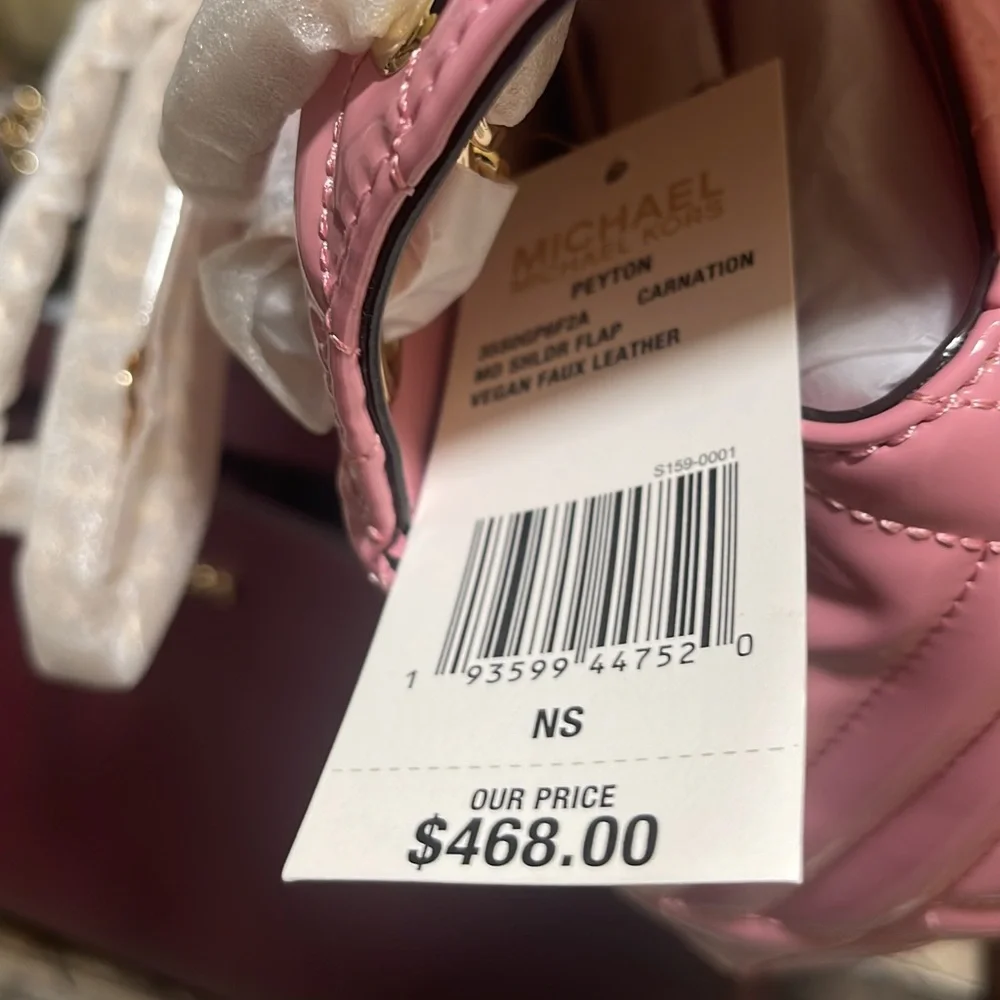 MICHAEL
MICHAEL KORS
PEYTON
CARNATION
MD SHLDR FLAP
VEGAN FAUX LEATHER
S159-0001
1 93599 44752 0
NS
OUR PRICE
$468.00